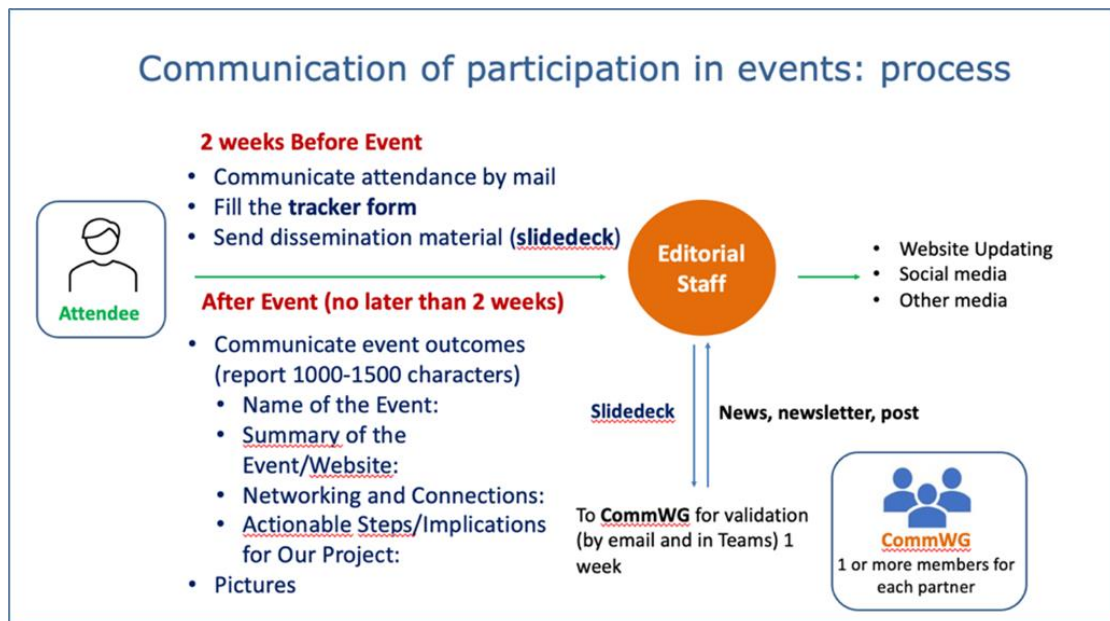 Communication of participation in events: process
2 weeks Before Event
• Communicate attendance by mail
• Fill the tracker form
• Send dissemination material (slidedeck)
Attendee
After Event (no later than 2 weeks)
• Communicate event outcomes
(report 1000-1500 characters)
• Name of the Event:
• Summary of the
Event/Website:
• Networking and Connections:
• Actionable Steps/Implications
for Our Project:
• Pictures
Editorial
Staff
• Website Updating
• Social media
• Other media
Slidedeck
News, newsletter, post
To CommWG for validation
(by email and in Teams) 1
week
CommWG
1 or more members for
each partner